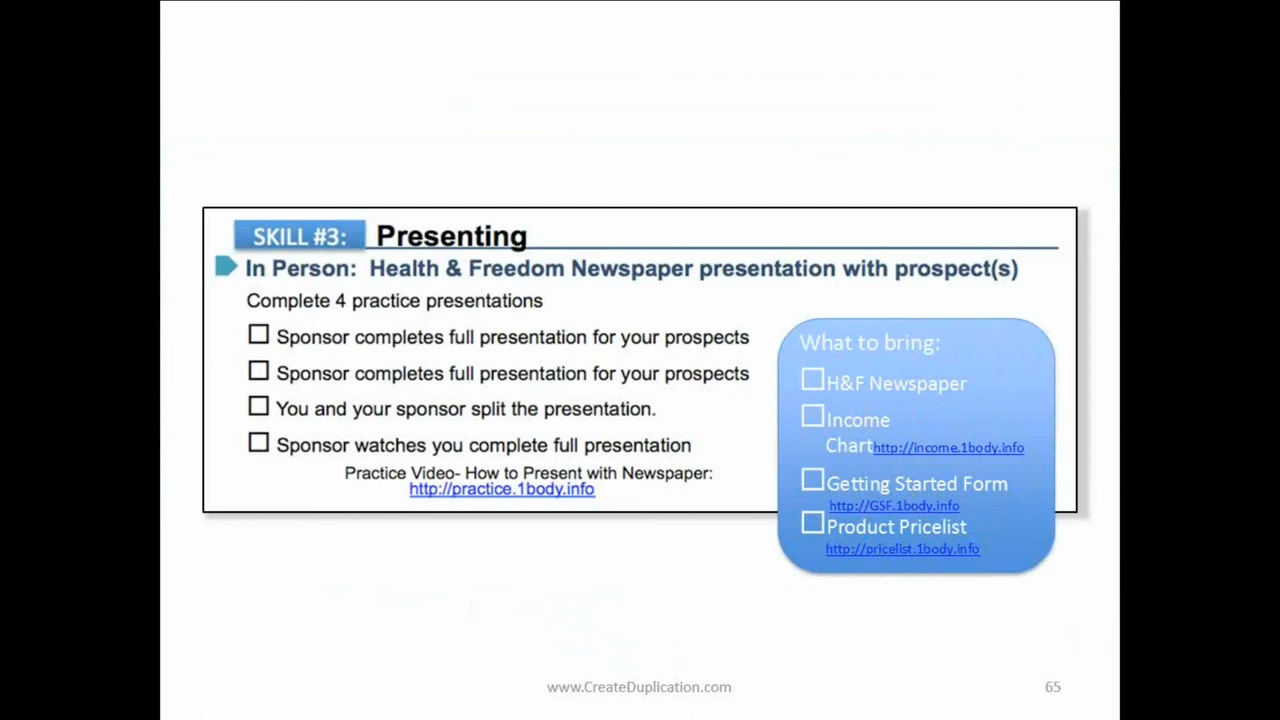 SKILL #3: Presenting
In Person: Health & Freedom Newspaper presentation with prospect(s)
Complete 4 practice presentations
Sponsor completes full presentation for your prospects
Sponsor completes full presentation for your prospects
You and your sponsor split the presentation.
Sponsor watches you complete full presentation
Practice Video- How to Present with Newspaper:
http://practice.1body.info
What to bring:
H&F Newspaper
Income
Chart http://income.1body.info
Getting Started Form
http://GSF.1body.info
Product Pricelist
http://pricelist.1body.info
www.CreateDuplication.com
65